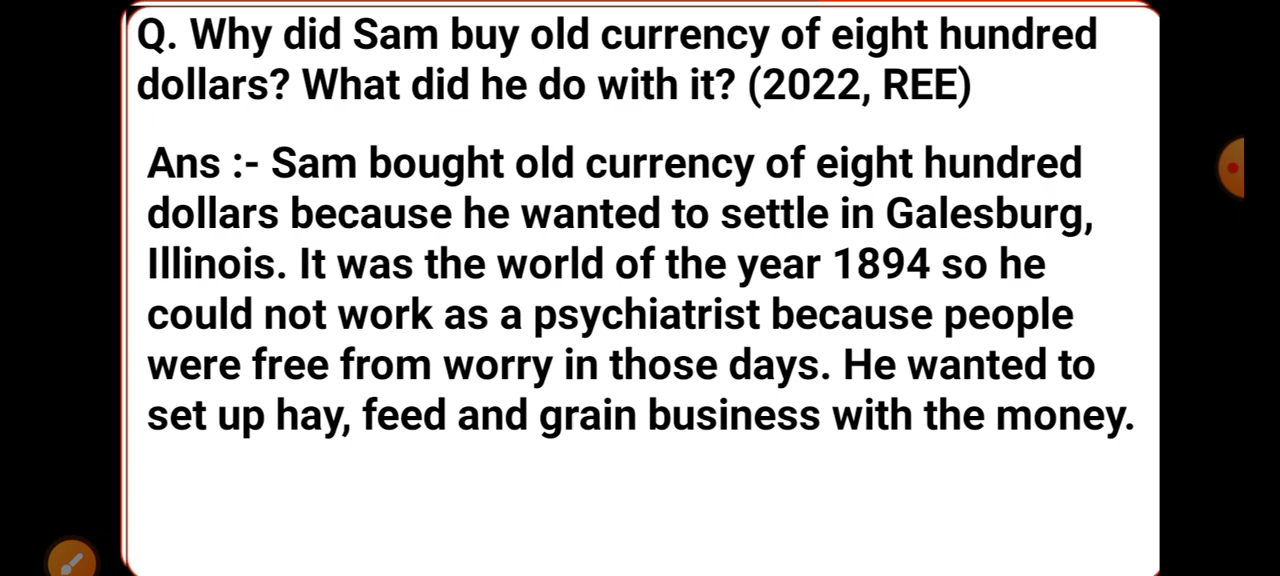 Q. Why did Sam buy old currency of eight hundred
dollars? What did he do with it? (2022, REE)
Ans :- Sam bought old currency of eight hundred
dollars because he wanted to settle in Galesburg,
Illinois. It was the world of the year 1894 so he
could not work as a psychiatrist because people
were free from worry in those days. He wanted to
set up hay, feed and grain business with the money.